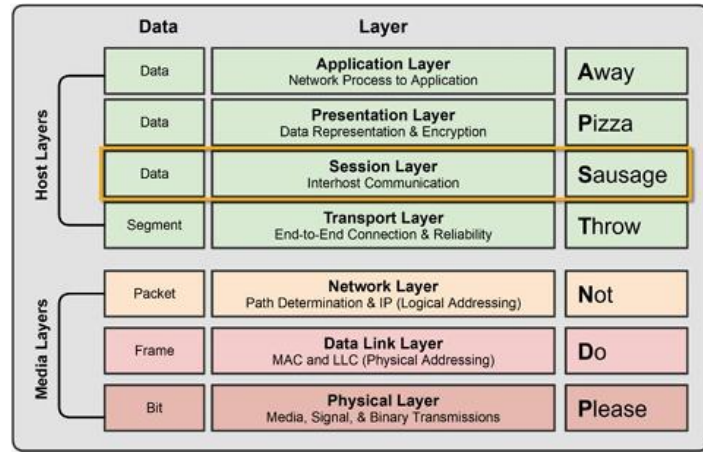 Data Layer
Host Layers
Data Application Layer Away
Network Process to Application
Data Presentation Layer Pizza
Data Representation & Encryption
Data Session Layer Sausage
Interhost Communication
Segment Transport Layer Throw
End-to-End Connection & Reliability
Media Layers
Packet Network Layer Not
Path Determination & IP (Logical Addressing)
Frame Data Link Layer Do
MAC and LLC (Physical Addressing)
Bit Physical Layer Please
Media, Signal, & Binary Transmissions